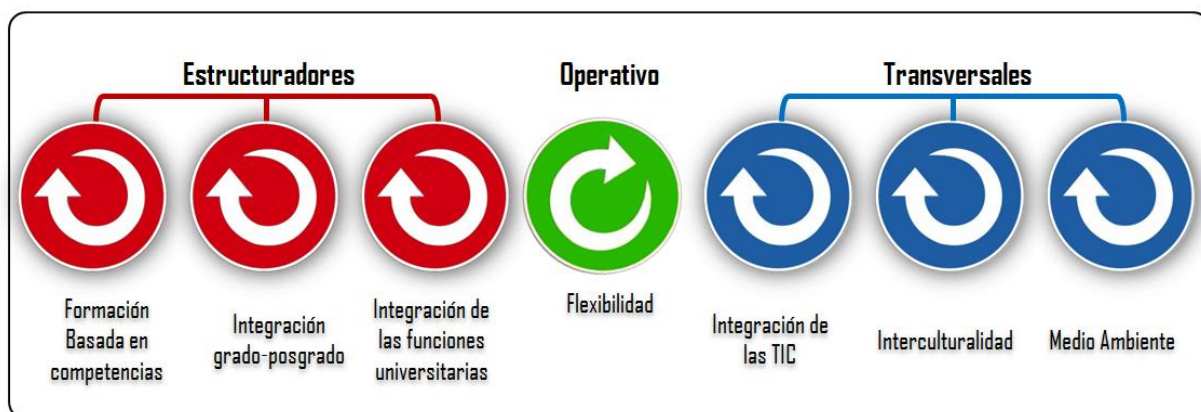 Estructuradores
Operativo
Transversales
Formación
Basada en
competencias
Integración
grado-posgrado
Integración de
las funciones
universitarias
Flexibilidad
Integración de
las TIC
Interculturalidad
Medio Ambiente